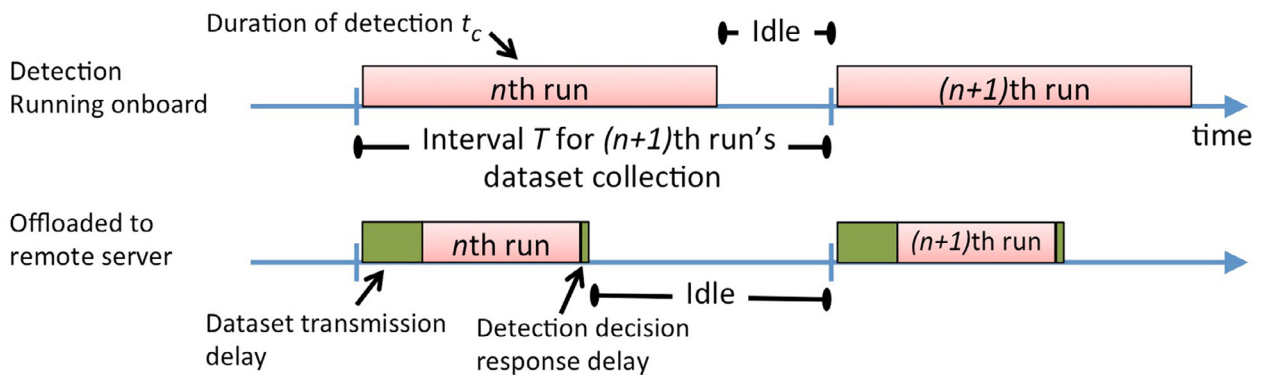 Duration of detection tc
Idle
Detection
Running onboard
nth run
(n+1)th run
time
Interval T for (n+1)th run's
dataset collection
Offloaded to
remote server
nth run
(n+1)th run
Idle
Dataset transmission
delay
Detection decision
response delay